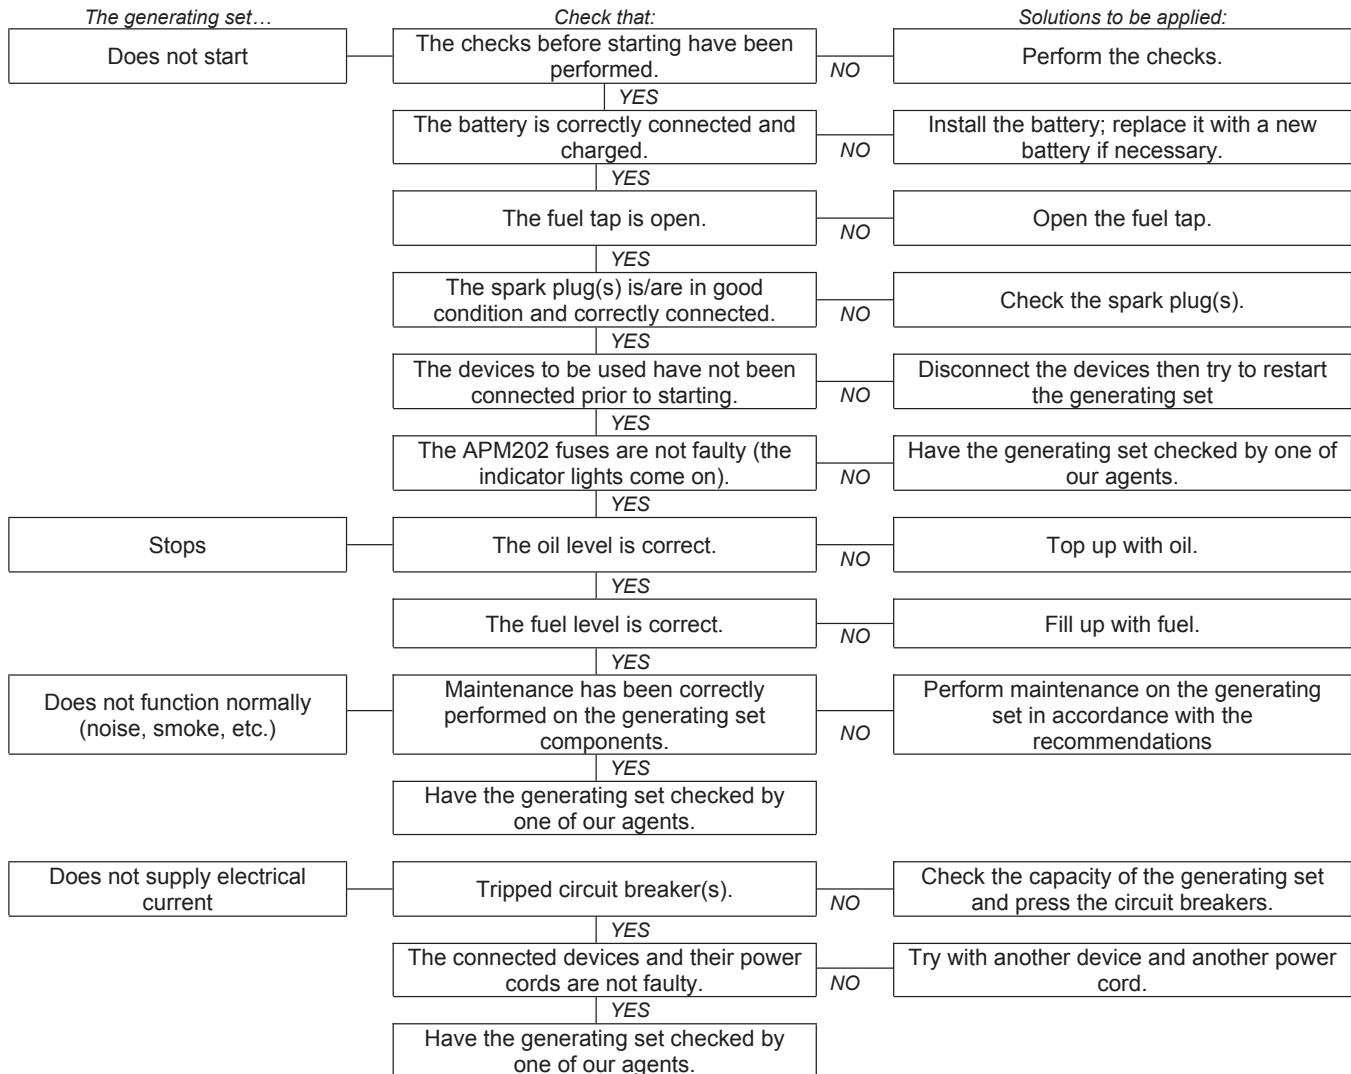 The generating set…
Check that:
Solutions to be applied:
Does not start
The checks before starting have been
performed.
NO
Perform the checks.
YES
The battery is correctly connected and
charged.
NO
Install the battery; replace it with a new
battery if necessary.
YES
The fuel tap is open.
NO
Open the fuel tap.
YES
The spark plug(s) is/are in good
condition and correctly connected.
NO
Check the spark plug(s).
YES
The devices to be used have not been
connected prior to starting.
NO
Disconnect the devices then try to restart
the generating set
YES
The APM202 fuses are not faulty (the
indicator lights come on).
NO
Have the generating set checked by one of
our agents.
YES
Stops
The oil level is correct.
NO
Top up with oil.
YES
The fuel level is correct.
NO
Fill up with fuel.
YES
Does not function normally
(noise, smoke, etc.)
Maintenance has been correctly
performed on the generating set
components.
NO
Perform maintenance on the generating
set in accordance with the
recommendations
YES
Have the generating set checked by
one of our agents.
Does not supply electrical
current
Tripped circuit breaker(s).
NO
Check the capacity of the generating set
and press the circuit breakers.
YES
The connected devices and their power
cords are not faulty.
NO
Try with another device and another power
cord.
YES
Have the generating set checked by
one of our agents.